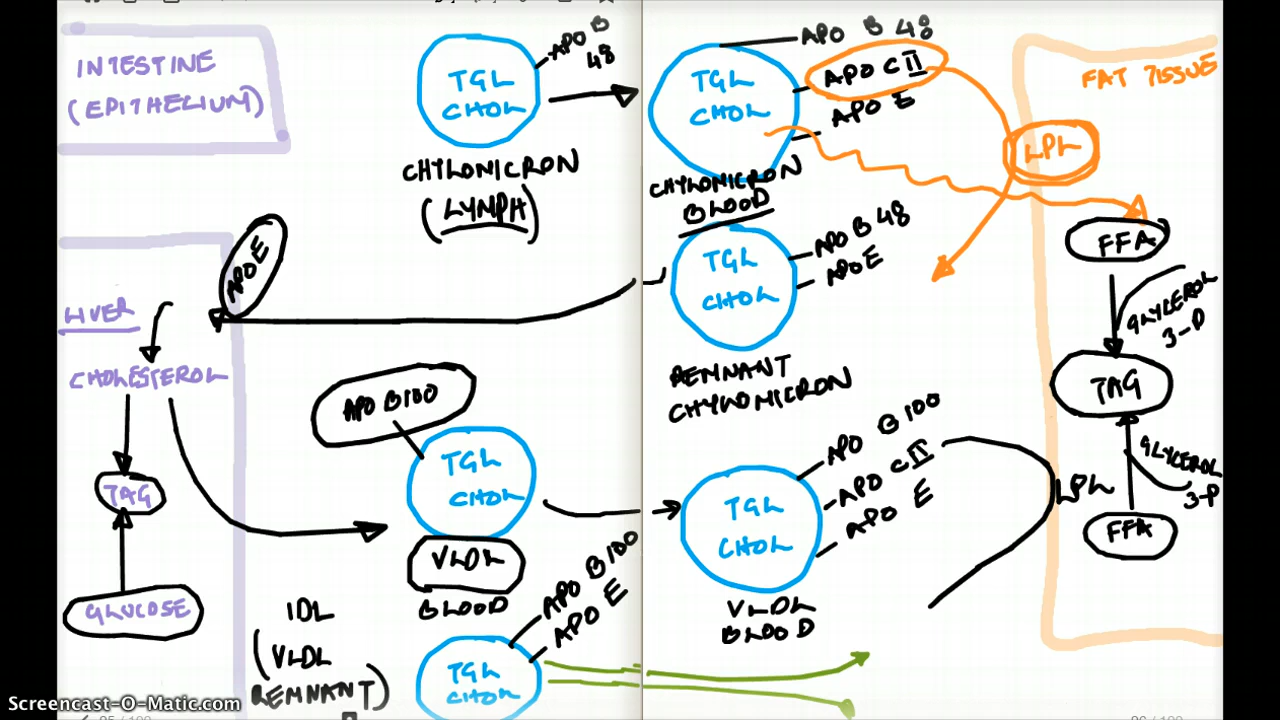 INTESTINE
(EPITHELIUM)
TGL
CHOL
APO B
48
CHYLOMICRON
(LYMPH)
TGL
CHOL
APO B 48
APO C II
APO E
CHYLOMICRON
BLOOD
FAT TISSUE
LPL
FFA
GLYCEROL
3-P
TAG
GLYCEROL
3-P
FFA
TGL
CHOL
APO B 48
APO E
REMNANT
CHYLOMICRON
LIVER
APO E
CHOLESTEROL
TAG
GLUCOSE
APO B100
TGL
CHOL
VLDL
BLOOD
TGL
CHOL
APO B 100
APO C II
APO E
LPL
VLDL
BLOOD
IDL
(VLDL
REMNANT)
TGL
CHOL
APO B 100
APO E
Screencast-O-Matic.com